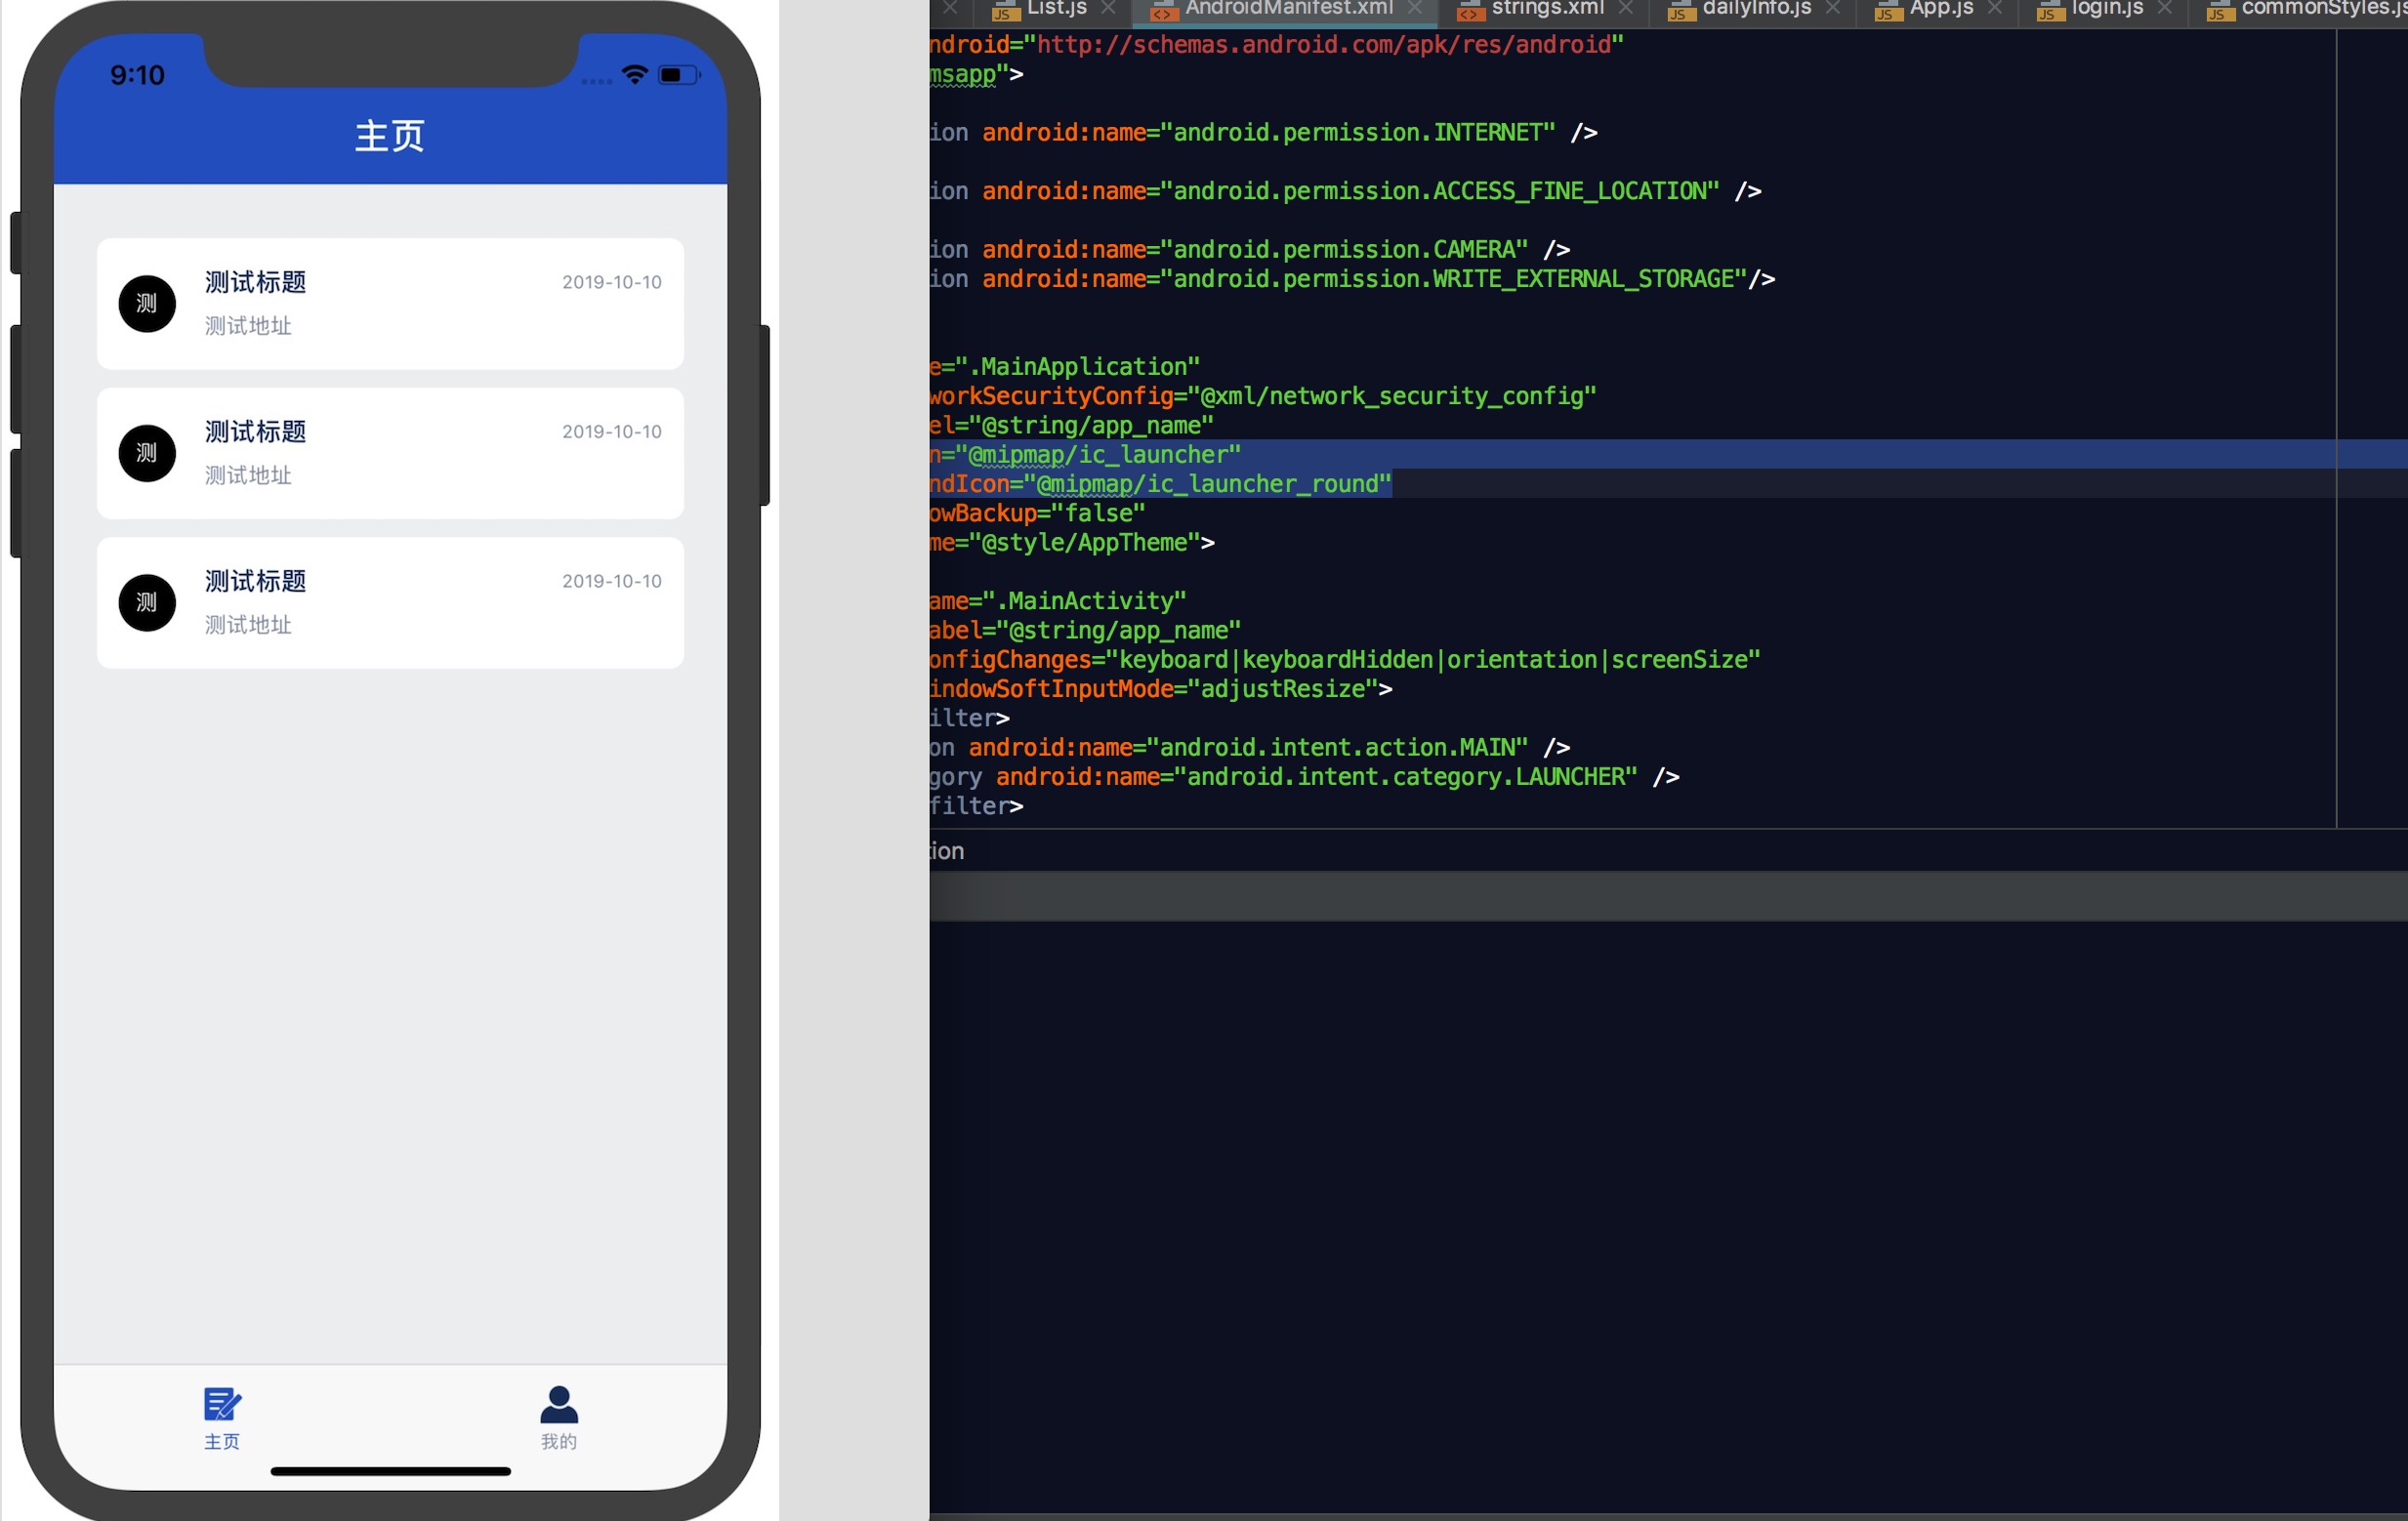 9:10
主页
测试标题
2019-10-10
测
测试地址
测试标题
2019-10-10
测
测试地址
测试标题
2019-10-10
测
测试地址
主页
我的
List.js
AndroidManifest.xml
strings.xml
dailyInfo.js
App.js
login.js
commonStyles.js
ndroid="http://schemas.android.com/apk/res/android"
msapp">
ion android:name="android.permission.INTERNET" />
ion android:name="android.permission.ACCESS_FINE_LOCATION" />
ion android:name="android.permission.CAMERA" />
ion android:name="android.permission.WRITE_EXTERNAL_STORAGE"/>
e=".MainApplication"
workSecurityConfig="@xml/network_security_config"
el="@string/app_name"
n="@mipmap/ic_launcher"
ndIcon="@mipmap/ic_launcher_round"
owBackup="false"
me="@style/AppTheme">
ame=".MainActivity"
abel="@string/app_name"
onfigChanges="keyboard|keyboardHidden|orientation|screenSize"
indowSoftInputMode="adjustResize">
ilter>
on android:name="android.intent.action.MAIN" />
gory android:name="android.intent.category.LAUNCHER" />
filter>
tion